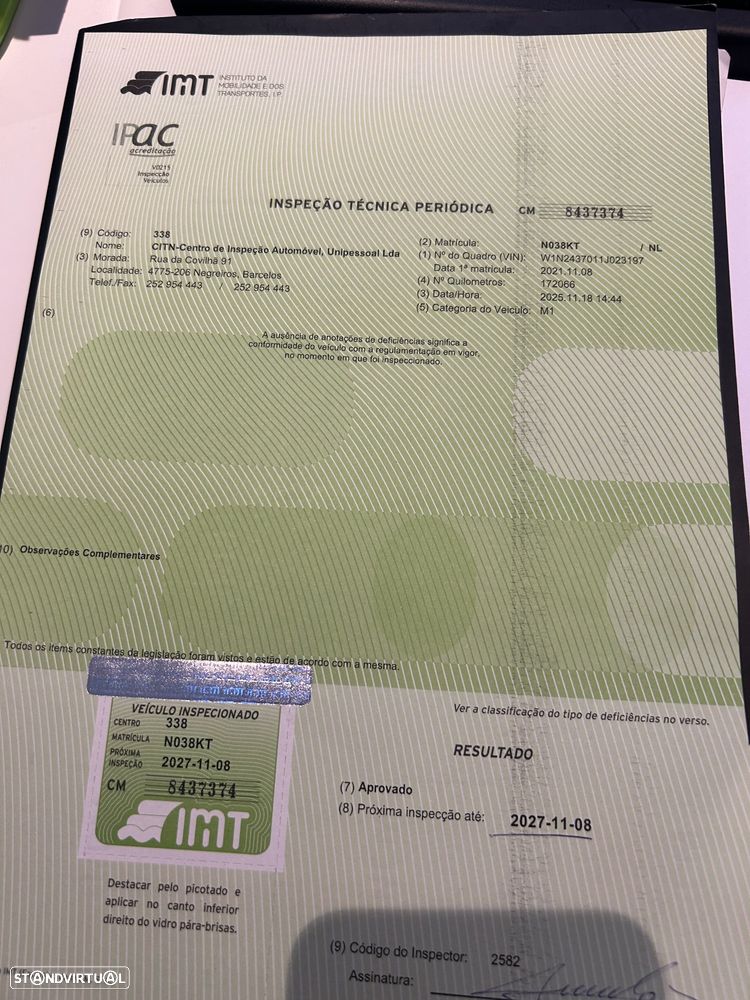 IMT INSTITUTO DA
MOBILIDADE E DOS
TRANSPORTES, I.P.
IPAC
acreditação
V0215
Inspecção
Veículos
INSPEÇÃO TÉCNICA PERIÓDICA CM 8437374
(9) Código: 338
Nome: CITN-Centro de Inspeção Automóvel, Unipessoal Lda
(3) Morada: Rua da Covilhã 91
Localidade: 4775-206 Negreiros, Barcelos
Telef./Fax: 252 954 443 / 252 954 443
(2) Matrícula: N038KT / NL
(1) Nº do Quadro (VIN): W1N2437011J023197
Data 1ª matrícula: 2021.11.08
(4) Nº Quilometros: 172066
(3) Data/Hora: 2025.11.18 14:44
(5) Categoria do Veículo: M1
(6)
A ausência de anotações de deficiências significa a
conformidade do veículo com a regulamentação em vigor,
no momento em que foi inspeccionado.
10) Observações Complementares
Todos os items constantes da legislação foram vistos e estão de acordo com a mesma.
VEÍCULO INSPECIONADO
CENTRO 338
MATRÍCULA N038KT
PRÓXIMA
INSPEÇÃO 2027-11-08
CM 8437374
IMT
Destacar pelo picotado e
aplicar no canto inferior
direito do vidro pára-brisas.
Ver a classificação do tipo de deficiências no verso.
RESULTADO
(7) Aprovado
(8) Próxima inspecção até: 2027-11-08
(9) Código do Inspector: 2582
Assinatura:
STANDVIRTUAL